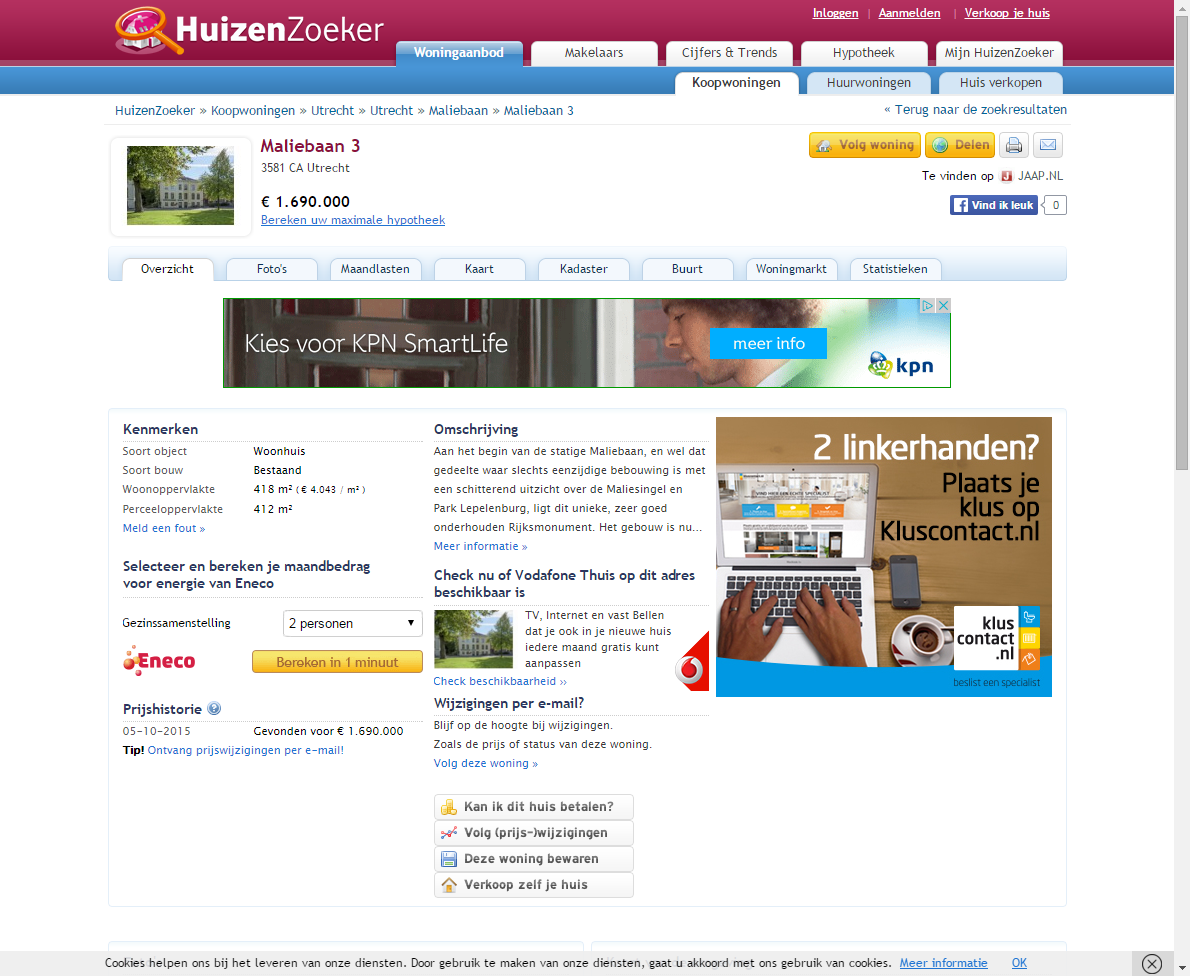 Inloggen | Aanmelden | Verkoop je huis
HuizenZoeker
Woningaanbod Makelaars Cijfers & Trends Hypotheek Mijn HuizenZoeker
Koopwoningen Huurwoningen Huis verkopen
HuizenZoeker » Koopwoningen » Utrecht » Utrecht » Maliebaan » Maliebaan 3
« Terug naar de zoekresultaten
Maliebaan 3
3581 CA Utrecht
€ 1.690.000
Bereken uw maximale hypotheek
Volg woning Delen
Te vinden op JAAP.NL
Vind ik leuk 0
Overzicht Foto's Maandlasten Kaart Kadaster Buurt Woningmarkt Statistieken
Kies voor KPN SmartLife meer info kpn
Kenmerken
Soort object Woonhuis
Soort bouw Bestaand
Woonoppervlakte 418 m² ( € 4.043 / m² )
Perceeloppervlakte 412 m²
Meld een fout »
Selecteer en bereken je maandbedrag
voor energie van Eneco
Gezinssamenstelling 2 personen
Eneco Bereken in 1 minuut
Prijshistorie ?
05-10-2015 Gevonden voor € 1.690.000
Tip! Ontvang prijswijzigingen per e-mail!
Omschrijving
Aan het begin van de statige Maliebaan, en wel dat
gedeelte waar slechts eenzijdige bebouwing is met
een schitterend uitzicht over de Maliesingel en
Park Lepelenburg, ligt dit unieke, zeer goed
onderhouden Rijksmonument. Het gebouw is nu...
Meer informatie »
Check nu of Vodafone Thuis op dit adres
beschikbaar is
TV, Internet en vast Bellen
dat je ook in je nieuwe huis
iedere maand gratis kunt
aanpassen
Check beschikbaarheid ››
Wijzigingen per e-mail?
Blijf op de hoogte bij wijzigingen.
Zoals de prijs of status van deze woning.
Volg deze woning »
Kan ik dit huis betalen?
Volg (prijs-)wijzigingen
Deze woning bewaren
Verkoop zelf je huis
2 linkerhanden?
Plaats je
klus op
Kluscontact.nl
klus
contact
.nl
beslist een specialist
Cookies helpen ons bij het leveren van onze diensten. Door gebruik te maken van onze diensten, gaat u akkoord met ons gebruik van cookies. Meer informatie OK